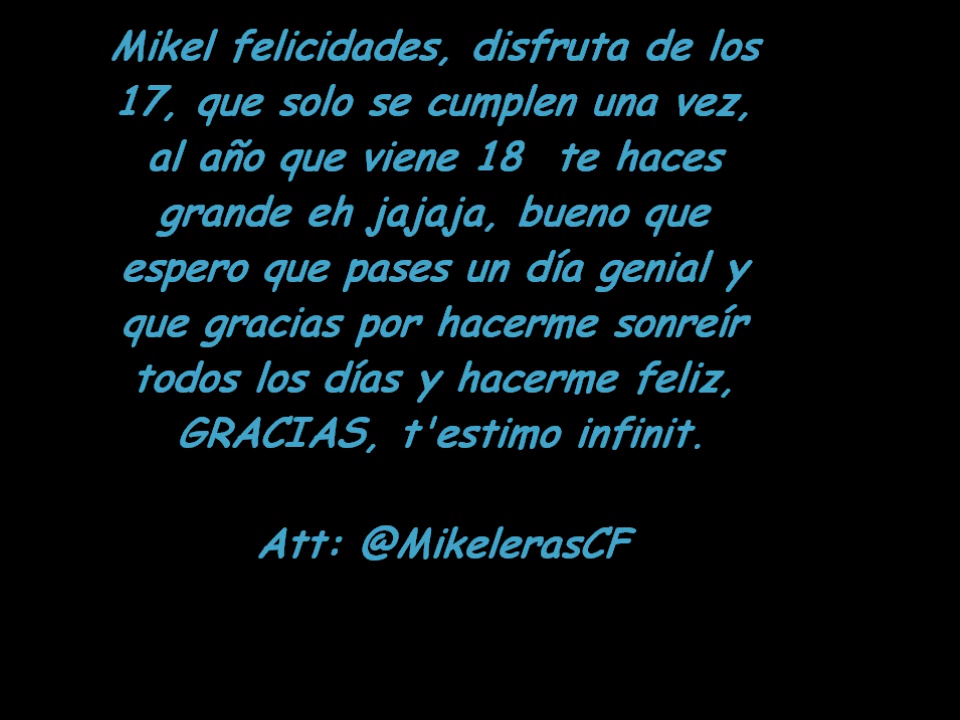 Mikel felicidades, disfruta de los
17, que solo se cumplen una vez,
al año que viene 18  te haces
grande eh jajaja, bueno que
espero que pases un día genial y
que gracias por hacerme sonreír
todos los días y hacerme feliz,
GRACIAS, t'estimo infinit.
Att: @MikelerasCF